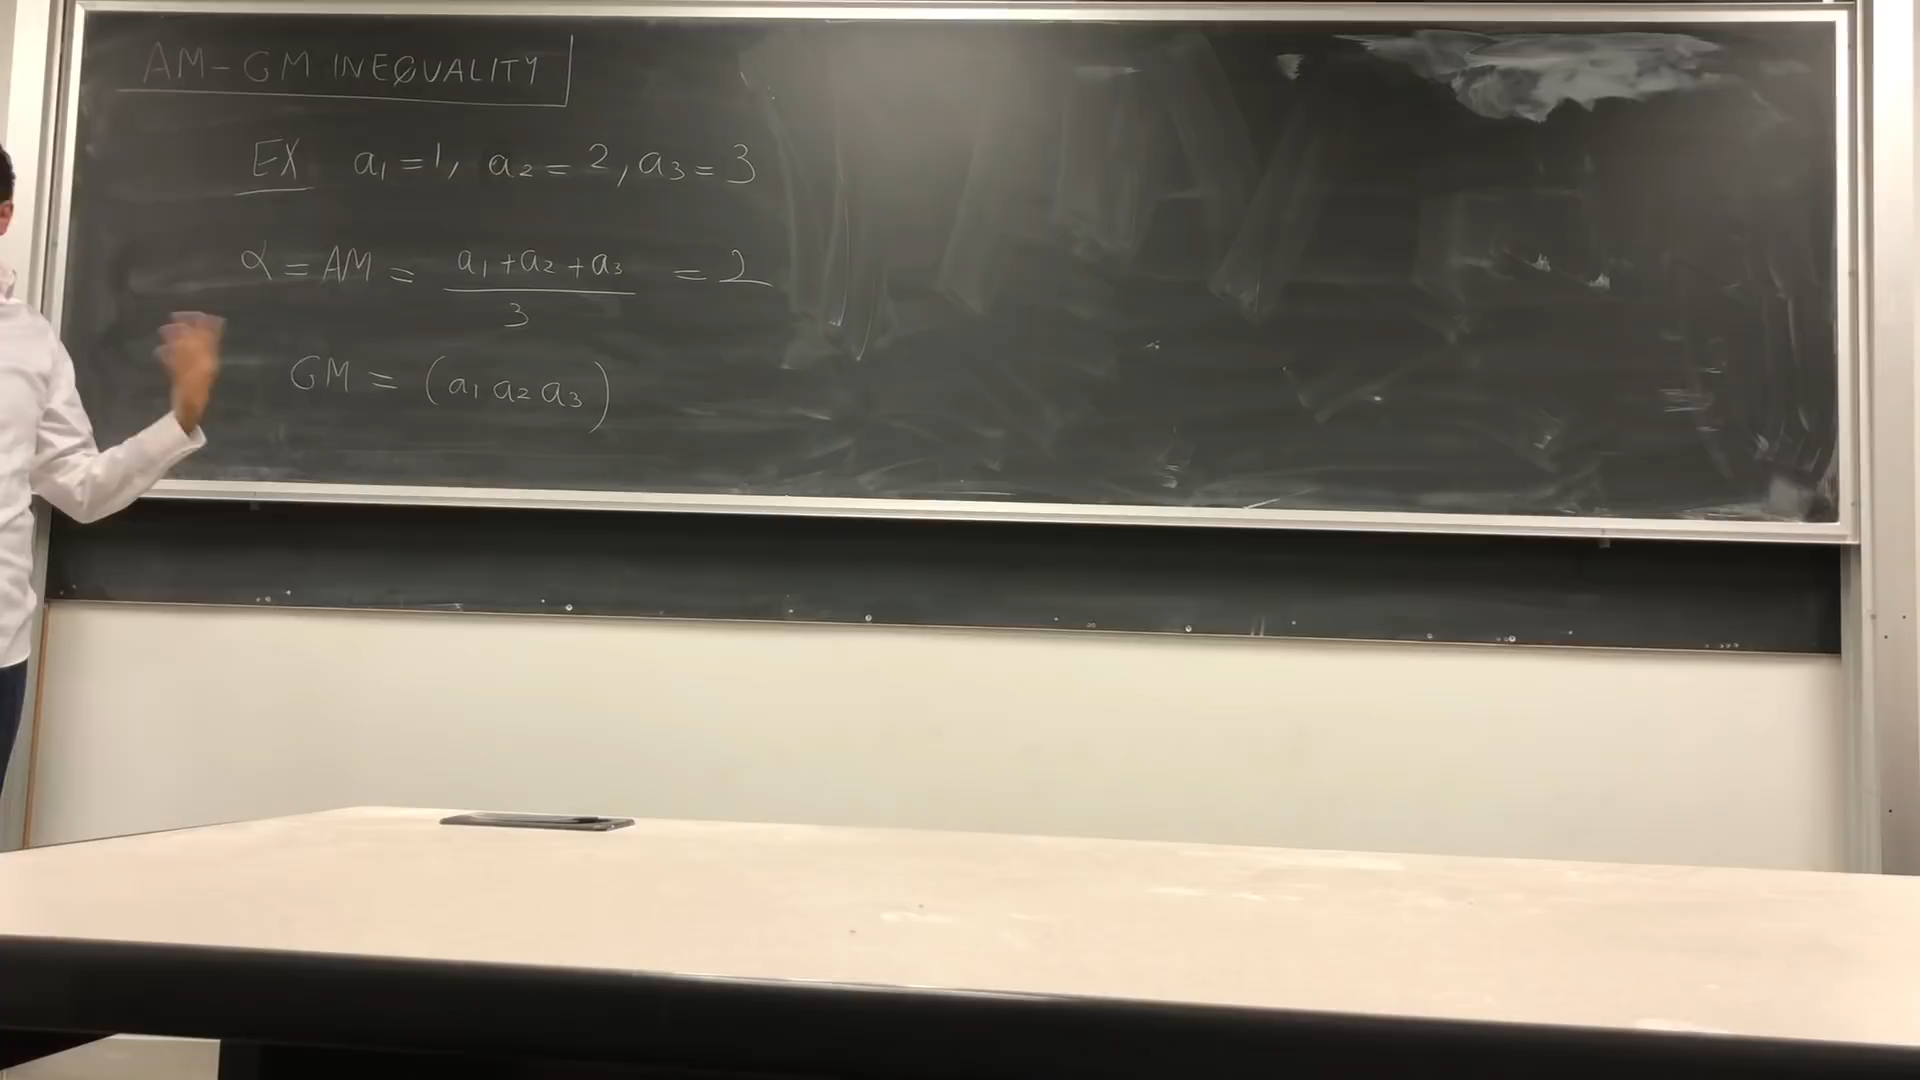 AM-GM INEQUALITY
EX a₁=1, a₂=2, a₃=3
α = AM = (a₁+a₂+a₃)/3 = 2
GM = (a₁ a₂ a₃)